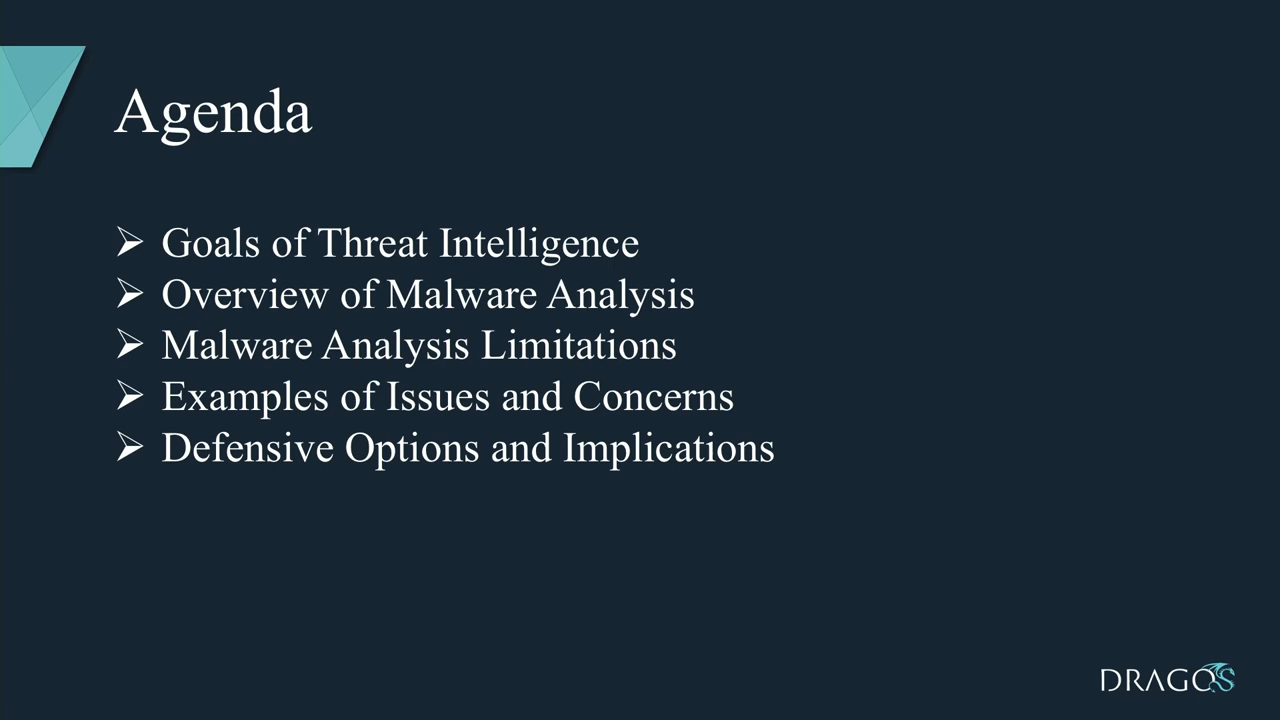 Agenda
➢ Goals of Threat Intelligence
➢ Overview of Malware Analysis
➢ Malware Analysis Limitations
➢ Examples of Issues and Concerns
➢ Defensive Options and Implications
DRAGOS